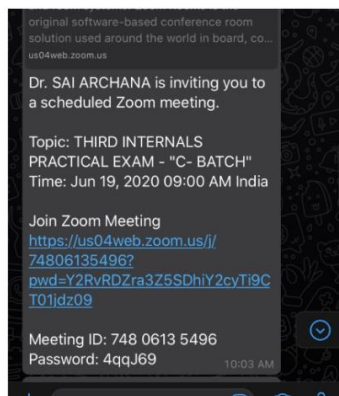 original software-based conference room
solution used around the world in board, co...
us04web.zoom.us
Dr. SAI ARCHANA is inviting you to
a scheduled Zoom meeting.
Topic: THIRD INTERNALS
PRACTICAL EXAM - "C- BATCH"
Time: Jun 19, 2020 09:00 AM India
Join Zoom Meeting
https://us04web.zoom.us/j/
74806135496?
pwd=Y2RvRDZra3Z5SDhiY2cyTi9C
T01jdz09
Meeting ID: 748 0613 5496
Password: 4qqJ69
10:03 AM